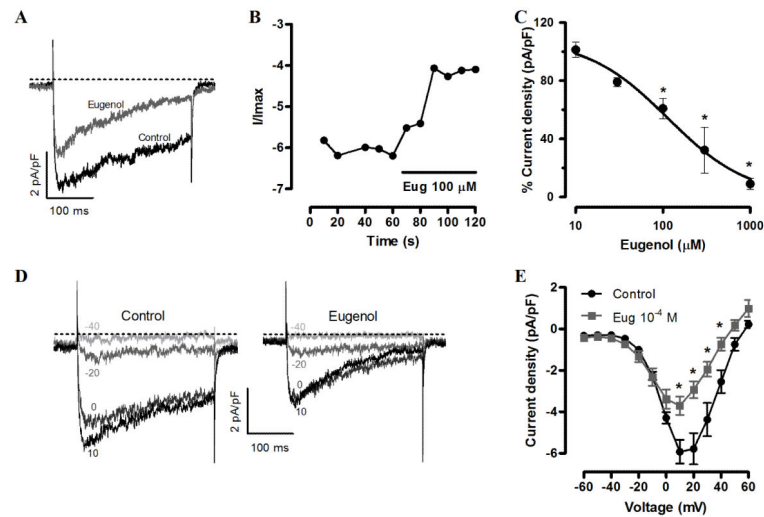 A
Eugenol
Control
2 pA/pF
100 ms
B
I/Imax
-3
-4
-5
-6
-7
Eug 100 µM
0 20 40 60 80 100 120
Time (s)
C
% Current density (pA/pF)
120
80
40
0
*
*
*
10 100 1000
Eugenol (µM)
D
Control
-40
-20
0
10
Eugenol
-40
-20
0
10
2 pA/pF
100 ms
E
Current density (pA/pF)
2
0
-2
-4
-6
Control
Eug 10⁻⁴ M
* * * *
-60 -40 -20 0 20 40 60
Voltage (mV)